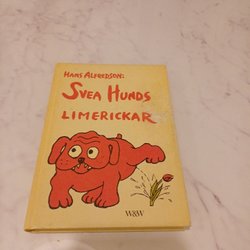 HANS ALFREDSON:
SVEA HUNDS
LIMERICKAR
W&W